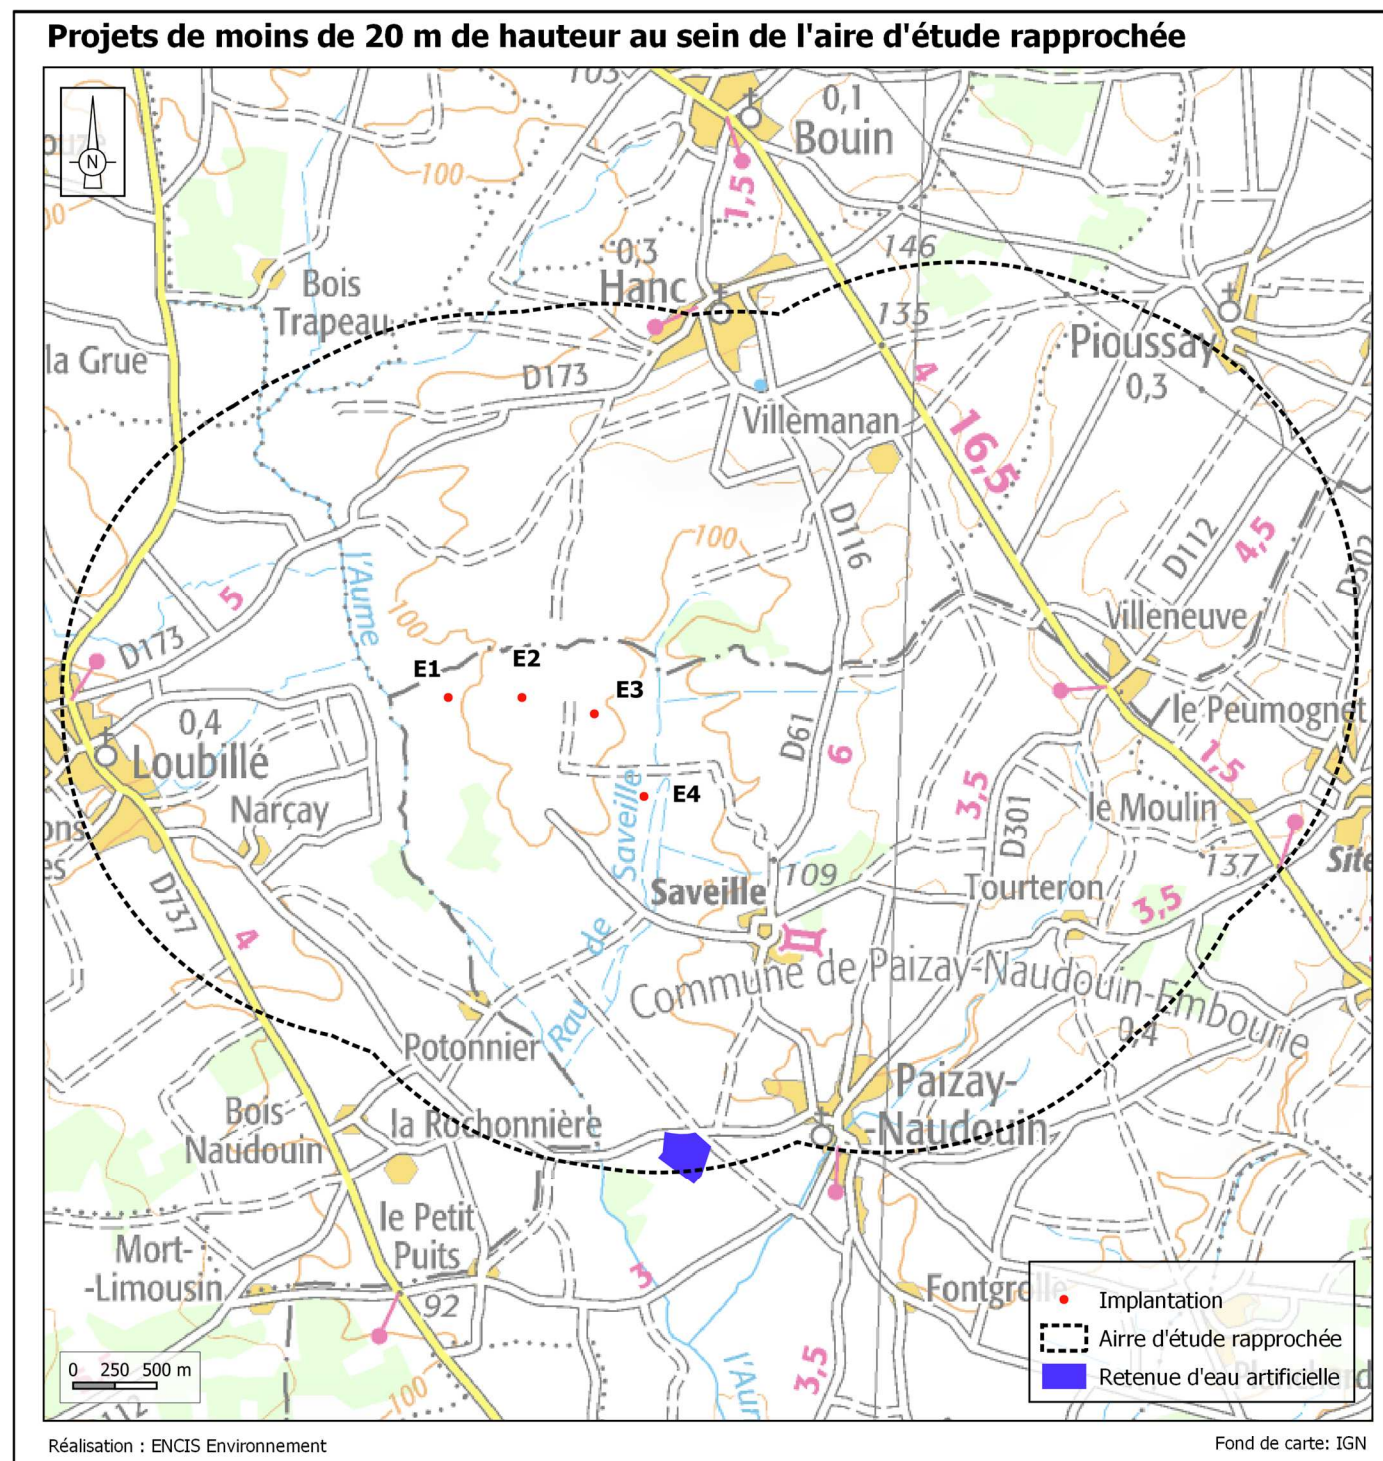 Projets de moins de 20 m de hauteur au sein de l'aire d'étude rapprochée
N
103
0,1
Bouin
100
1,5
146
0,3
Hanc
Bois
Trapeau
135
Pioussay
0,3
la Grue
D173
4
Villemanan
16,5
100
D116
D112
4,5
l'Aume
5
100
D173
Villeneuve
E1
E2
E3
0,4
Loubillé
D61
6
le Peumognet
1,5
Narçay
E4
3,5
D301
le Moulin
Saveille
109
137
Site
D737
4
Saveille
Tourteron
3,5
Rau de
Commune de Paizay-Naudouin-Embourie
0,4
Potonnier
Paizay-
-Naudouin
Bois
Naudouin
la Rochonnière
le Petit
Puits
Mort-
-Limousin
92
3
3,5
100
112
Implantation
Airre d'étude rapprochée
Retenue d'eau artificielle
0 250 500 m
Réalisation : ENCIS Environnement
Fond de carte: IGN